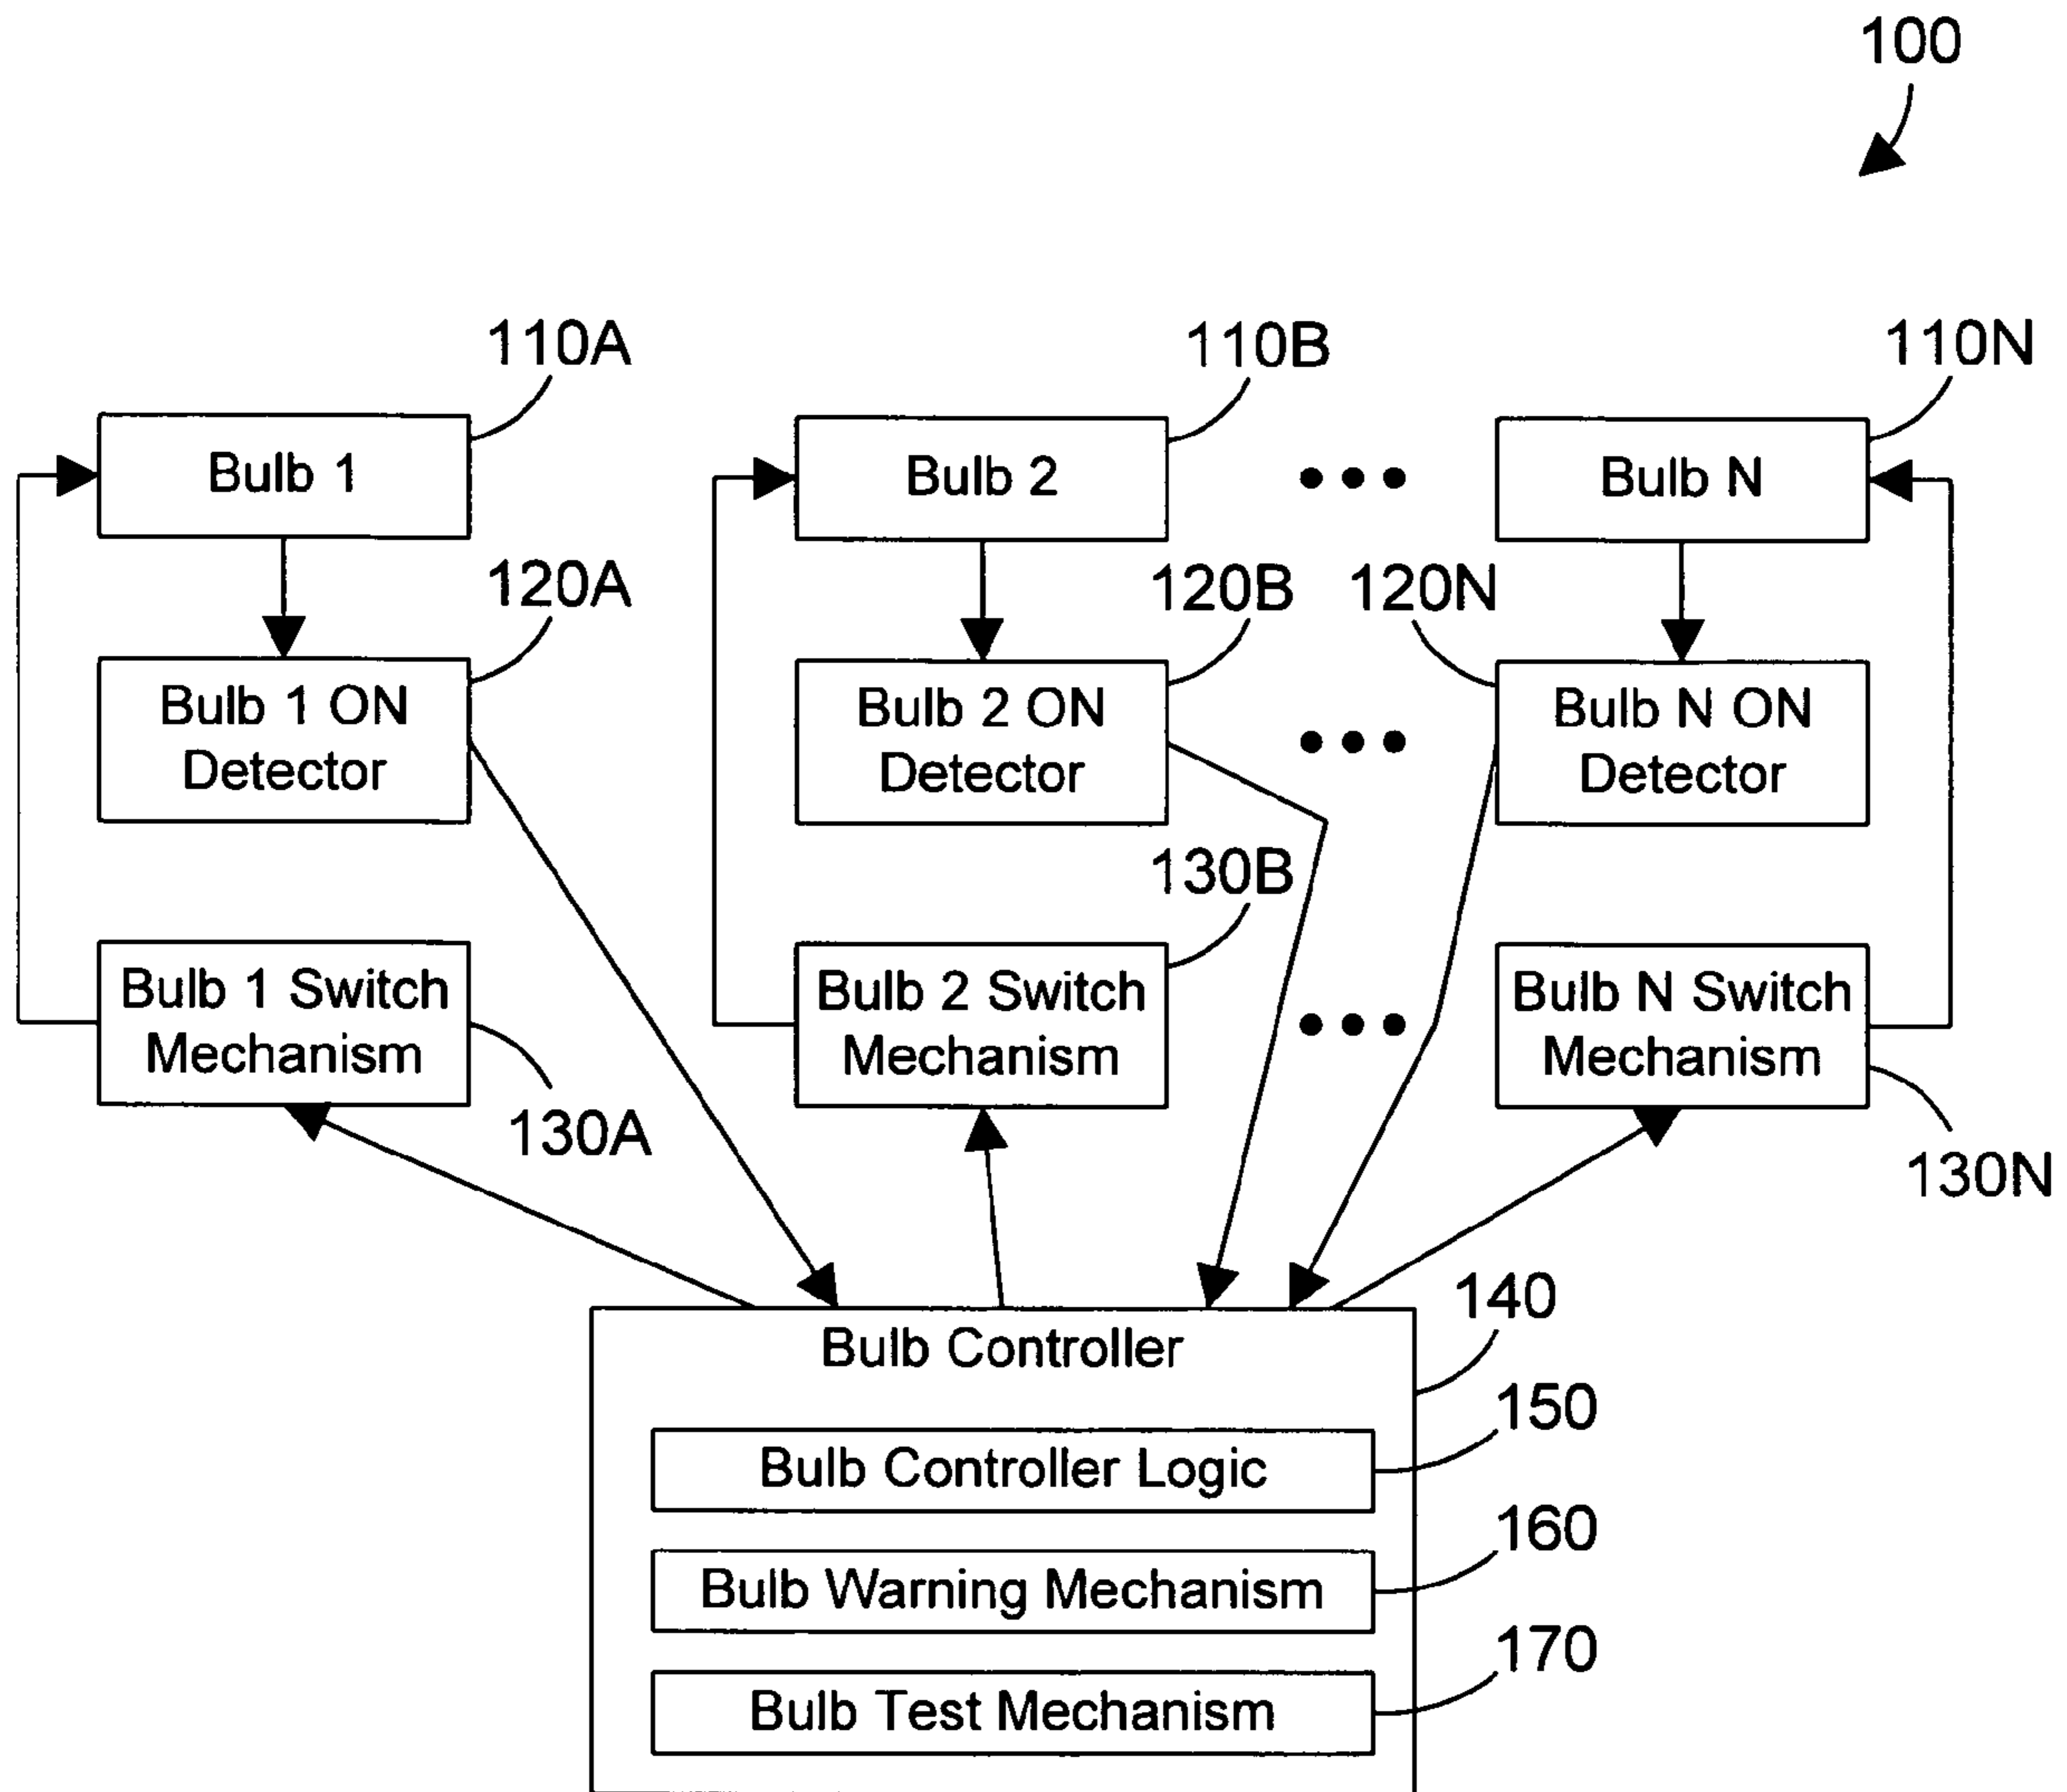 100
110A
110B
110N
Bulb 1
Bulb 2
Bulb N
120A
120B
120N
Bulb 1 ON
Detector
Bulb 2 ON
Detector
Bulb N ON
Detector
130B
Bulb 1 Switch
Mechanism
Bulb 2 Switch
Mechanism
Bulb N Switch
Mechanism
130A
130N
140
Bulb Controller
150
Bulb Controller Logic
160
Bulb Warning Mechanism
170
Bulb Test Mechanism